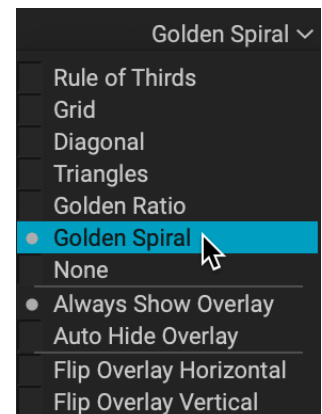 Golden Spiral
Rule of Thirds
Grid
Diagonal
Triangles
Golden Ratio
Golden Spiral
None
Always Show Overlay
Auto Hide Overlay
Flip Overlay Horizontal
Flip Overlay Vertical